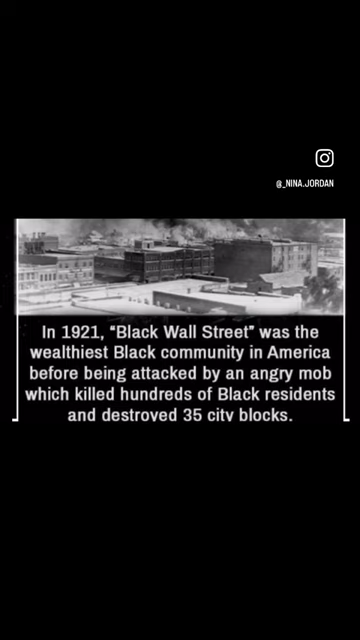 @_NINA.JORDAN
In 1921, “Black Wall Street” was the
wealthiest Black community in America
before being attacked by an angry mob
which killed hundreds of Black residents
and destroyed 35 city blocks.